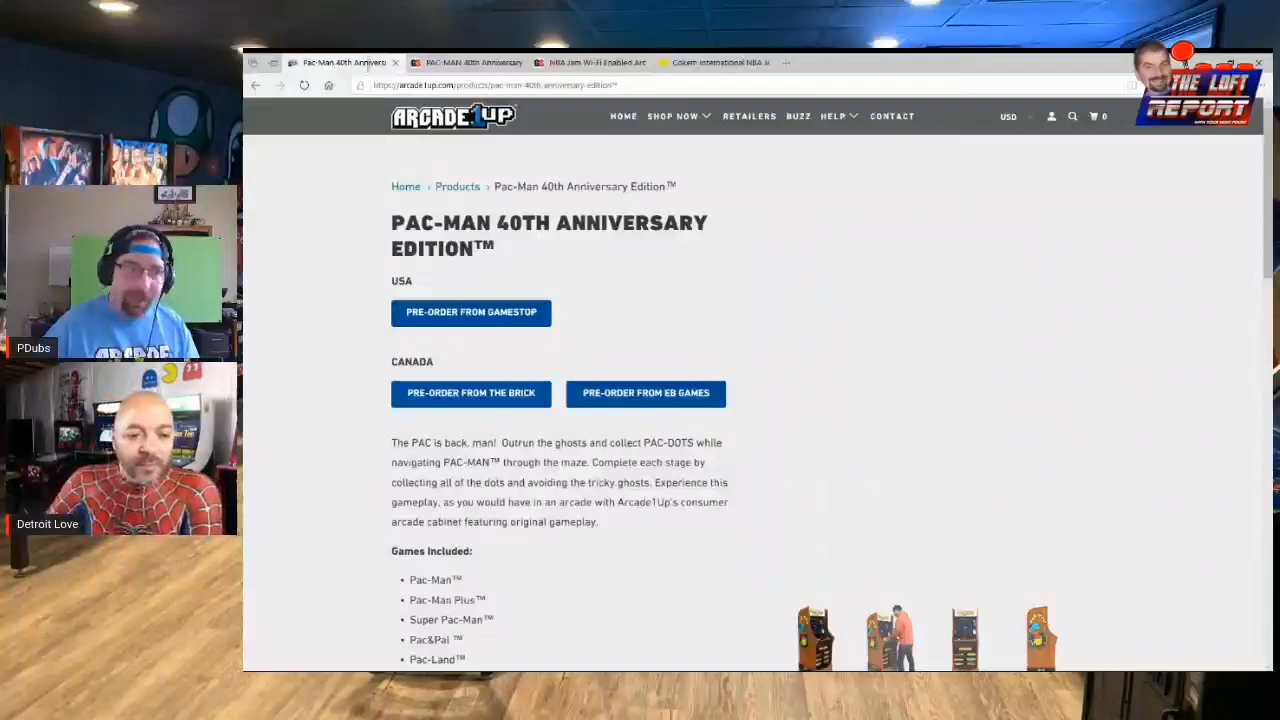 Pac-Man 40th Annivers
PAC-MAN 40th Anniversary
NBA Jam Wi-Fi Enabled Arc
https://arcade1up.com/products/pac-man-40th-anniversary-edition™
THE LOFT
REPORT
ARCADE1UP
HOME SHOP NOW RETAILERS BUZZ HELP CONTACT
USD 0
Home › Products › Pac-Man 40th Anniversary Edition™
PAC-MAN 40TH ANNIVERSARY
EDITION™
USA
PRE-ORDER FROM GAMESTOP
CANADA
PRE-ORDER FROM THE BRICK PRE-ORDER FROM EB GAMES
The PAC is back, man! Outrun the ghosts and collect PAC-DOTS while
navigating PAC-MAN™ through the maze. Complete each stage by
collecting all of the dots and avoiding the tricky ghosts. Experience this
gameplay, as you would have in an arcade with Arcade1Up's consumer
arcade cabinet featuring original gameplay.
Games Included:
• Pac-Man™
• Pac-Man Plus™
• Super Pac-Man™
• Pac&Pal ™
• Pac-Land™
PDubs
ARCADE
Detroit Love